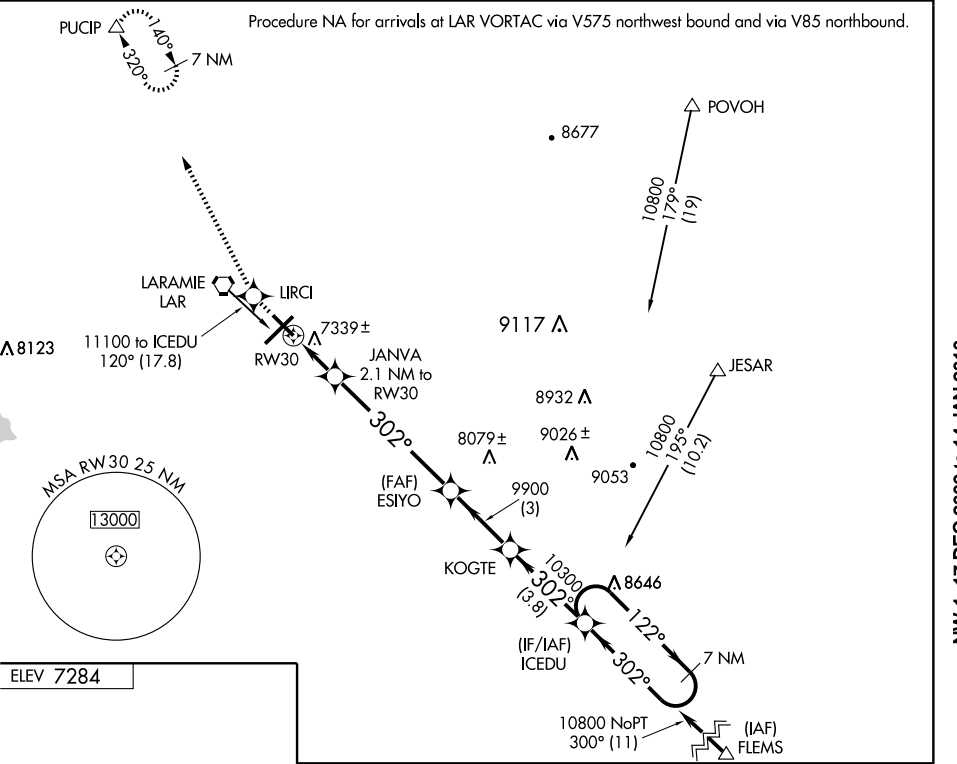 Procedure NA for arrivals at LAR VORTAC via V575 northwest bound and via V85 northbound.
PUCIP
140°
320°
7 NM
8677
POVOH
10800
179°
(19)
LARAMIE
LAR
LIRCI
11100 to ICEDU
120° (17.8)
8123
RW30
7339±
JANVA
2.1 NM to
RW30
9117
8932
JESAR
10800
195°
(10.2)
302°
8079±
9026±
9053
(FAF)
ESIYO
9900
(3)
MSA RW30 25 NM
13000
KOGTE
10300
302°
(3.8)
8646
122°
(IF/IAF)
ICEDU
302°
7 NM
ELEV 7284
10800 NoPT
300° (11)
(IAF)
FLEMS